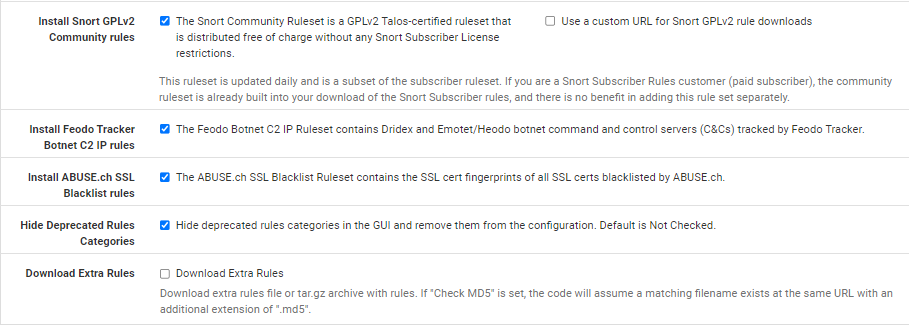 Install Snort GPLv2
Community rules
The Snort Community Ruleset is a GPLv2 Talos-certified ruleset that
is distributed free of charge without any Snort Subscriber License
restrictions.
Use a custom URL for Snort GPLv2 rule downloads
This ruleset is updated daily and is a subset of the subscriber ruleset. If you are a Snort Subscriber Rules customer (paid subscriber), the community
ruleset is already built into your download of the Snort Subscriber rules, and there is no benefit in adding this rule set separately.
Install Feodo Tracker
Botnet C2 IP rules
The Feodo Botnet C2 IP Ruleset contains Dridex and Emotet/Heodo botnet command and control servers (C&Cs) tracked by Feodo Tracker.
Install ABUSE.ch SSL
Blacklist rules
The ABUSE.ch SSL Blacklist Ruleset contains the SSL cert fingerprints of all SSL certs blacklisted by ABUSE.ch.
Hide Deprecated Rules
Categories
Hide deprecated rules categories in the GUI and remove them from the configuration. Default is Not Checked.
Download Extra Rules
Download Extra Rules
Download extra rules file or tar.gz archive with rules. If "Check MD5" is set, the code will assume a matching filename exists at the same URL with an
additional extension of ".md5".